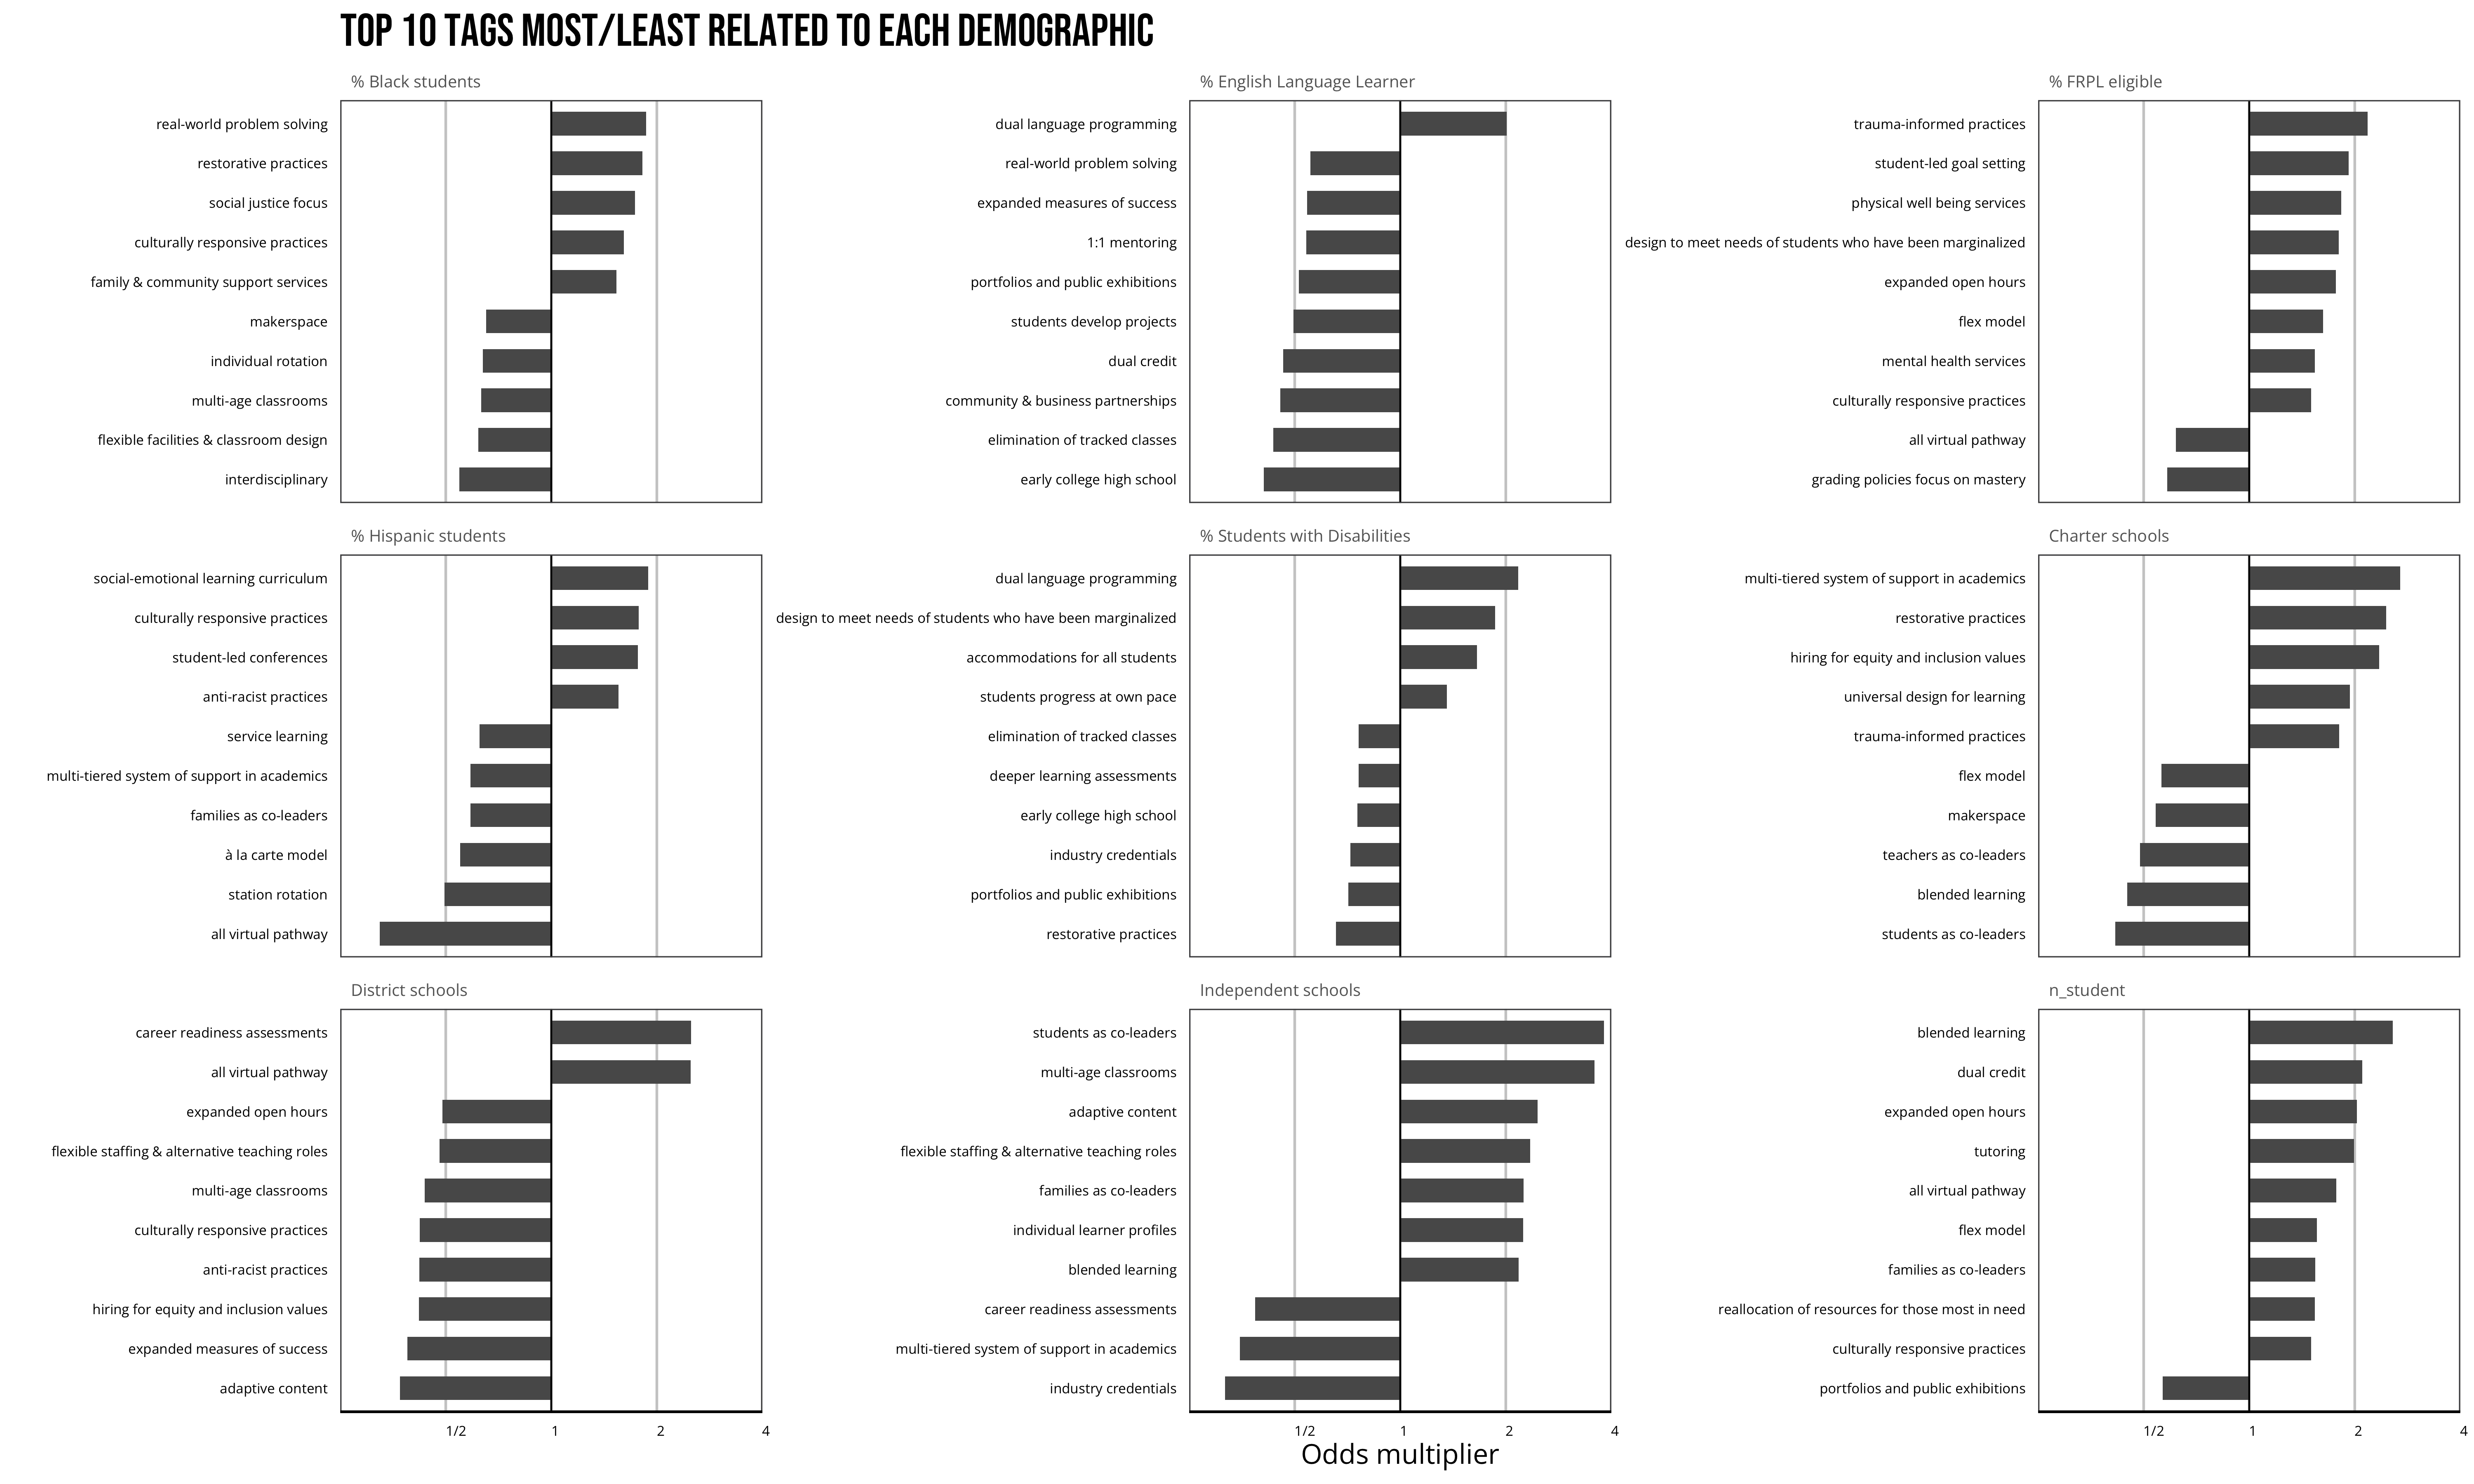 TOP 10 TAGS MOST/LEAST RELATED TO EACH DEMOGRAPHIC
% Black students
real-world problem solving
restorative practices
social justice focus
culturally responsive practices
family & community support services
makerspace
individual rotation
multi-age classrooms
flexible facilities & classroom design
interdisciplinary
% English Language Learner
dual language programming
real-world problem solving
expanded measures of success
1:1 mentoring
portfolios and public exhibitions
students develop projects
dual credit
community & business partnerships
elimination of tracked classes
early college high school
% FRPL eligible
trauma-informed practices
student-led goal setting
physical well being services
design to meet needs of students who have been marginalized
expanded open hours
flex model
mental health services
culturally responsive practices
all virtual pathway
grading policies focus on mastery
% Hispanic students
social-emotional learning curriculum
culturally responsive practices
student-led conferences
anti-racist practices
service learning
multi-tiered system of support in academics
families as co-leaders
à la carte model
station rotation
all virtual pathway
% Students with Disabilities
dual language programming
design to meet needs of students who have been marginalized
accommodations for all students
students progress at own pace
elimination of tracked classes
deeper learning assessments
early college high school
industry credentials
portfolios and public exhibitions
restorative practices
Charter schools
multi-tiered system of support in academics
restorative practices
hiring for equity and inclusion values
universal design for learning
trauma-informed practices
flex model
makerspace
teachers as co-leaders
blended learning
students as co-leaders
District schools
career readiness assessments
all virtual pathway
expanded open hours
flexible staffing & alternative teaching roles
multi-age classrooms
culturally responsive practices
anti-racist practices
hiring for equity and inclusion values
expanded measures of success
adaptive content
1/2 1 2 4
Independent schools
students as co-leaders
multi-age classrooms
adaptive content
flexible staffing & alternative teaching roles
families as co-leaders
individual learner profiles
blended learning
career readiness assessments
multi-tiered system of support in academics
industry credentials
1/2 1 2 4
n_student
blended learning
dual credit
expanded open hours
tutoring
all virtual pathway
flex model
families as co-leaders
reallocation of resources for those most in need
culturally responsive practices
portfolios and public exhibitions
1/2 1 2 4
Odds multiplier